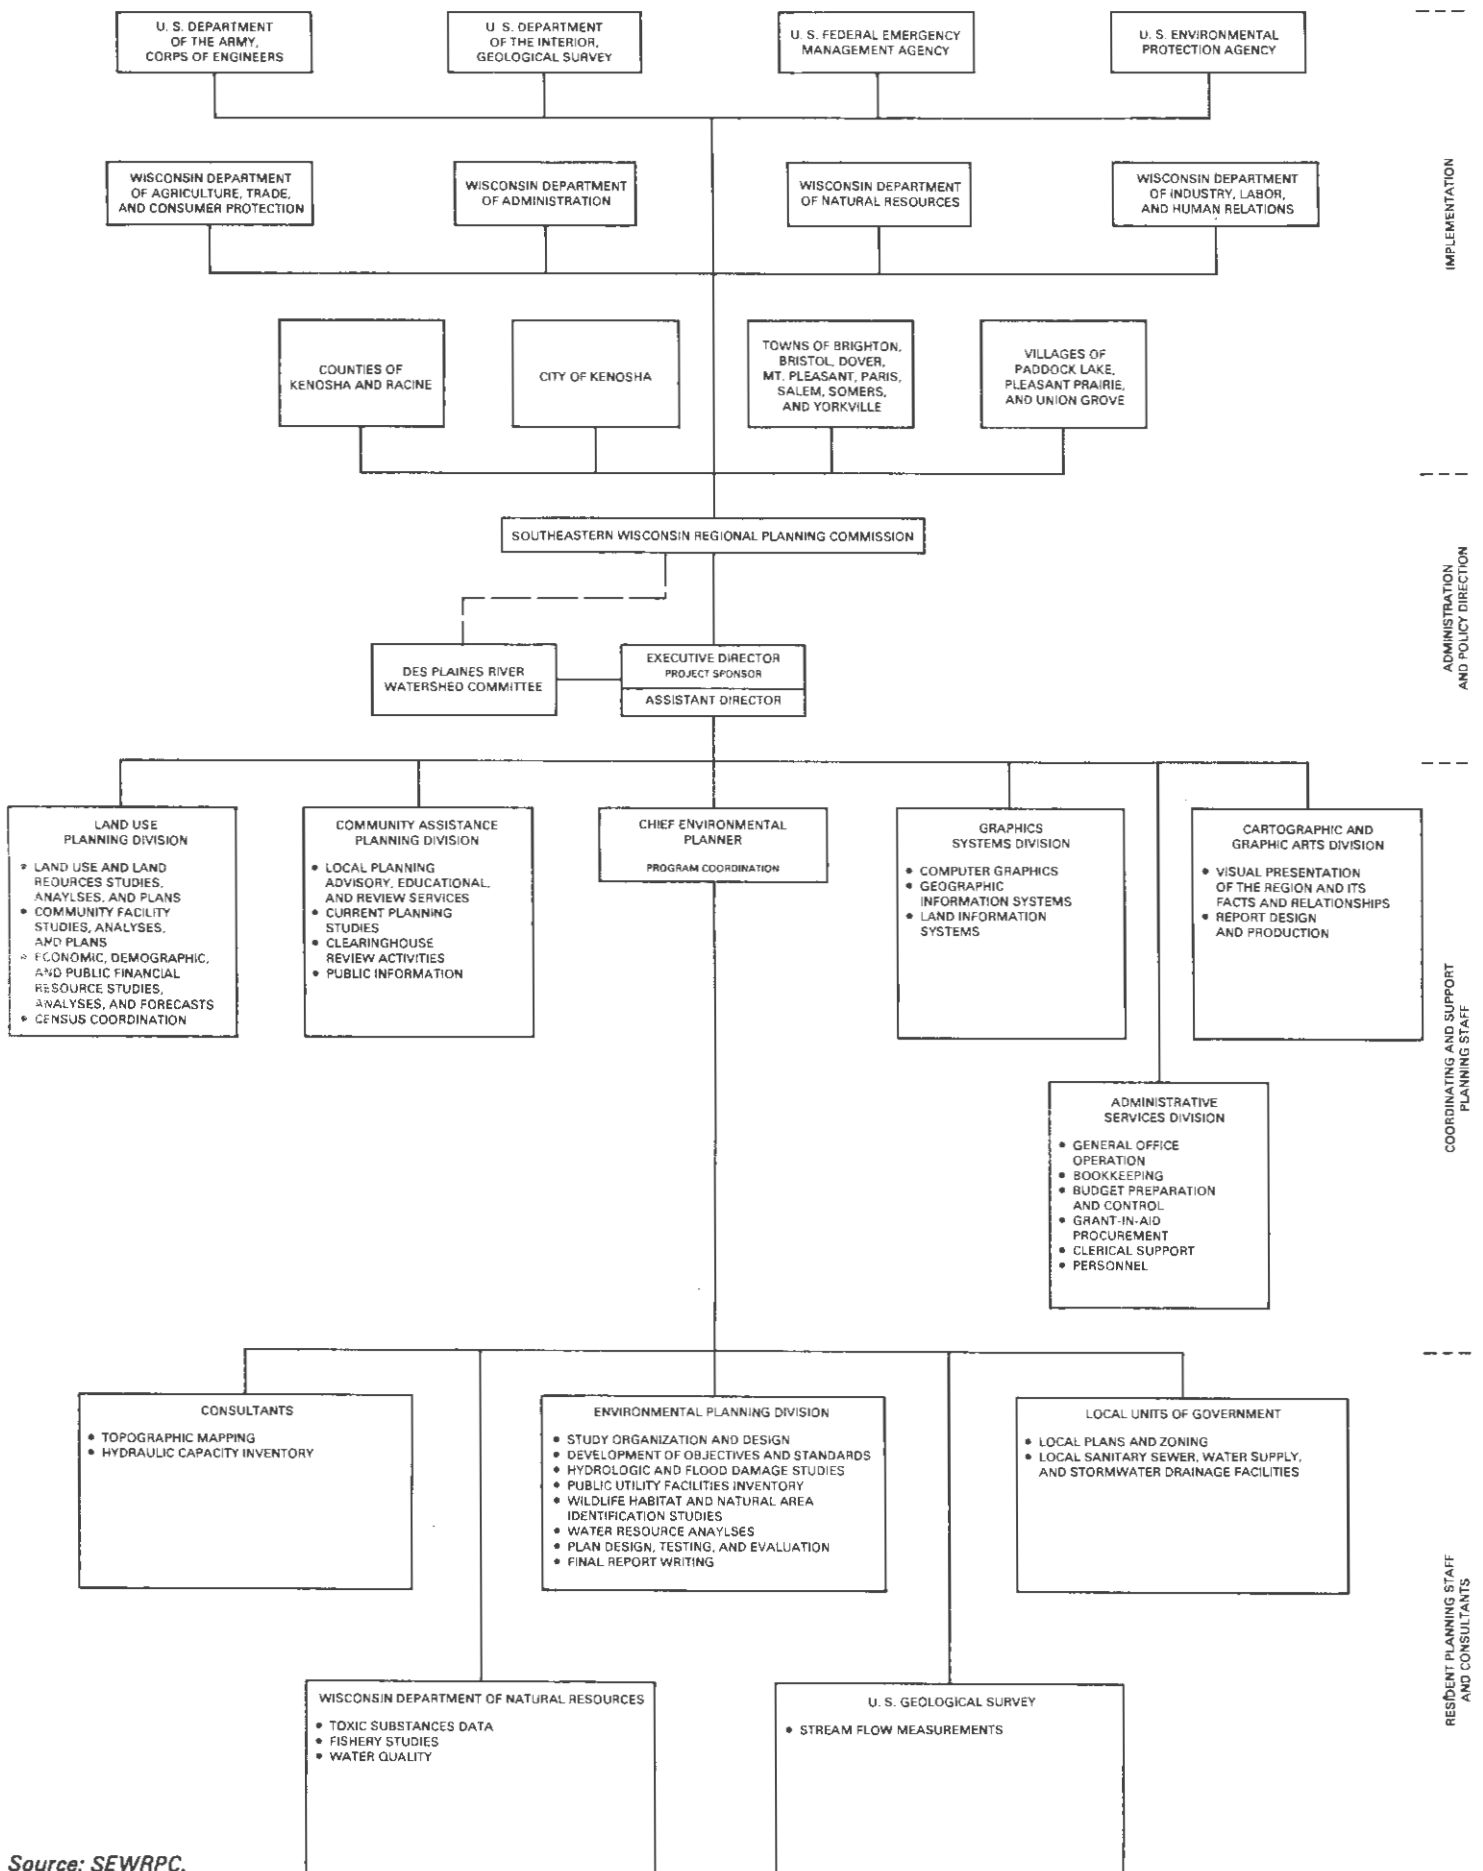 U. S. DEPARTMENT
OF THE ARMY,
CORPS OF ENGINEERS
U. S. DEPARTMENT
OF THE INTERIOR,
GEOLOGICAL SURVEY
U. S. FEDERAL EMERGENCY
MANAGEMENT AGENCY
U. S. ENVIRONMENTAL
PROTECTION AGENCY
WISCONSIN DEPARTMENT
OF AGRICULTURE, TRADE,
AND CONSUMER PROTECTION
WISCONSIN DEPARTMENT
OF ADMINISTRATION
WISCONSIN DEPARTMENT
OF NATURAL RESOURCES
WISCONSIN DEPARTMENT
OF INDUSTRY, LABOR,
AND HUMAN RELATIONS
IMPLEMENTATION
COUNTIES OF
KENOSHA AND RACINE
CITY OF KENOSHA
TOWNS OF BRIGHTON,
BRISTOL, DOVER,
MT. PLEASANT, PARIS,
SALEM, SOMERS,
AND YORKVILLE
VILLAGES OF
PADDOCK LAKE,
PLEASANT PRAIRIE,
AND UNION GROVE
SOUTHEASTERN WISCONSIN REGIONAL PLANNING COMMISSION
DES PLAINES RIVER
WATERSHED COMMITTEE
EXECUTIVE DIRECTOR
PROJECT SPONSOR
ASSISTANT DIRECTOR
ADMINISTRATION
AND POLICY DIRECTION
LAND USE
PLANNING DIVISION
• LAND USE AND LAND
REOURCES STUDIES,
ANAYLSES, AND PLANS
• COMMUNITY FACILITY
STUDIES, ANALYSES,
AND PLANS
• ECONOMIC, DEMOGRAPHIC,
AND PUBLIC FINANCIAL
RESOURCE STUDIES,
ANALYSES, AND FORECASTS
• CENSUS COORDINATION
COMMUNITY ASSISTANCE
PLANNING DIVISION
• LOCAL PLANNING
ADVISORY, EDUCATIONAL,
AND REVIEW SERVICES
• CURRENT PLANNING
STUDIES
• CLEARINGHOUSE
REVIEW ACTIVITIES
• PUBLIC INFORMATION
CHIEF ENVIRONMENTAL
PLANNER
PROGRAM COORDINATION
GRAPHICS
SYSTEMS DIVISION
• COMPUTER GRAPHICS
• GEOGRAPHIC
INFORMATION SYSTEMS
• LAND INFORMATION
SYSTEMS
CARTOGRAPHIC AND
GRAPHIC ARTS DIVISION
• VISUAL PRESENTATION
OF THE REGION AND ITS
FACTS AND RELATIONSHIPS
• REPORT DESIGN
AND PRODUCTION
ADMINISTRATIVE
SERVICES DIVISION
• GENERAL OFFICE
OPERATION
• BOOKKEEPING
• BUDGET PREPARATION
AND CONTROL
• GRANT-IN-AID
PROCUREMENT
• CLERICAL SUPPORT
• PERSONNEL
COORDINATING AND SUPPORT
PLANNING STAFF
CONSULTANTS
• TOPOGRAPHIC MAPPING
• HYDRAULIC CAPACITY INVENTORY
ENVIRONMENTAL PLANNING DIVISION
• STUDY ORGANIZATION AND DESIGN
• DEVELOPMENT OF OBJECTIVES AND STANDARDS
• HYDROLOGIC AND FLOOD DAMAGE STUDIES
• PUBLIC UTILITY FACILITIES INVENTORY
• WILDLIFE HABITAT AND NATURAL AREA
IDENTIFICATION STUDIES
• WATER RESOURCE ANAYLSES
• PLAN DESIGN, TESTING, AND EVALUATION
• FINAL REPORT WRITING
LOCAL UNITS OF GOVERNMENT
• LOCAL PLANS AND ZONING
• LOCAL SANITARY SEWER, WATER SUPPLY,
AND STORMWATER DRAINAGE FACILITIES
WISCONSIN DEPARTMENT OF NATURAL RESOURCES
• TOXIC SUBSTANCES DATA
• FISHERY STUDIES
• WATER QUALITY
U. S. GEOLOGICAL SURVEY
• STREAM FLOW MEASUREMENTS
RESIDENT PLANNING STAFF
AND CONSULTANTS
Source: SEWRPC.